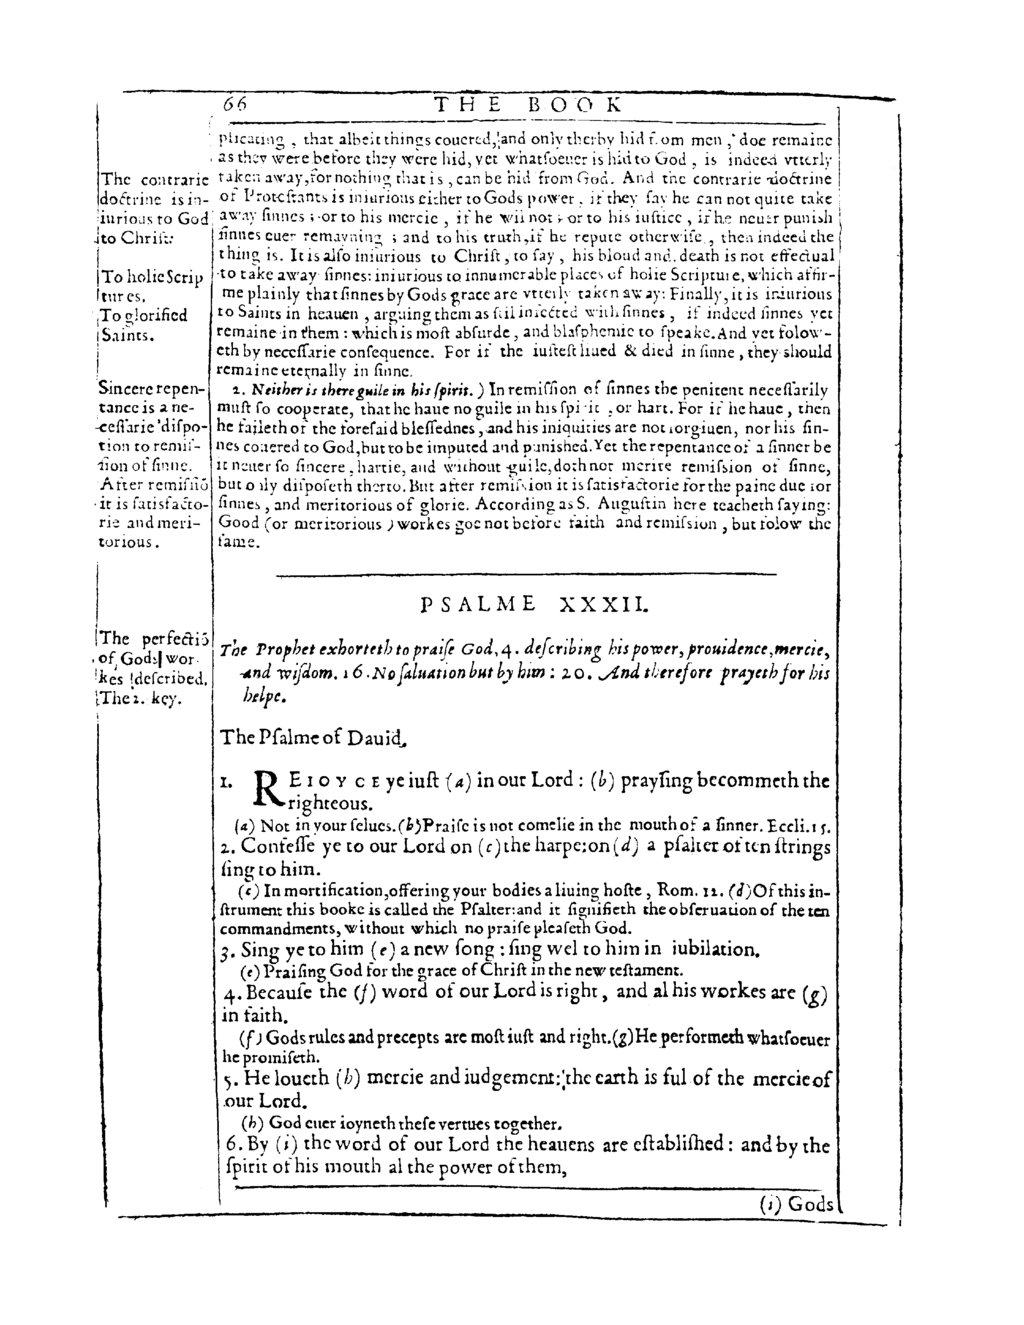 66 THE BOOK
plicating , that albeit things couered, and only therby hid from men , doe remaine
as they were before they were hid, yet whatsoeuer is hid to God , is indeed vtterly
taken away, for nothing that is , can be hid from God. And the contrarie doctrine
of Protestants is iniurious either to Gods power , if they say he can not quite take
away sinnes ; or to his mercie , if he wil not ; or to his iustice , if he neuer punish
sinnes euer remayning ; and to his truth, if he repute otherwise , then indeed the
thing is. It is also iniurious to Christ , to say , his bloud and death is not effectual
to take away sinnes: iniurious to innumerable places of holie Scripture, which affir-
me plainly that sinnes by Gods grace are vtterly taken away: Finally, it is iniurious
to Saints in heauen , arguing them as stil infected with sinnes , if indeed sinnes yet
remaine in them : which is most absurde , and blasphemie to speake. And yet folow-
eth by necessarie consequence. For if the iustest liued & died in sinne , they should
remaine eternally in sinne.
2. Neither is there guile in his spirit. ) In remission of sinnes the penitent necessarily
must so cooperate, that he haue no guile in his spirit , or hart. For if he haue , then
he faileth of the foresaid blessednes , and his iniquities are not forgiuen, nor his sin-
nes couered to God, but to be imputed and punished. Yet the repentance of a sinner be
it neuer so sincere, hartie, and without guile, doth not merite remission of sinne,
but only disposeth therto. But after remission it is satisfactorie for the paine due for
sinnes , and meritorious of glorie. According as S. Augustin here teacheth saying:
Good (or meritorious ) workes goe not before faith and remission , but folow the
same.
The contrarie
doctrine is in-
iurious to God
to Christ:
To holie Scrip
tures.
To glorified
Saints.
Sincere repen-
tance is a ne-
cessarie dispo-
tion to remis-
sion of sinne.
After remissiō
it is satisfacto-
rie and meri-
torious.
PSALME XXXII.
The perfectiō
of Gods wor-
kes described.
The 2. key.
The Prophet exhorteth to praise God, 4. describing his power, prouidence, mercie,
and wisdom. 16. No saluation but by him : 20. And therefore prayeth for his
helpe.
The Psalme of Dauid.
1. REIOYCE ye iust (a) in our Lord : (b) praysing becommeth the
righteous.
(a) Not in your selues. (b) Praise is not comelie in the mouth of a sinner. Eccli. 15.
2. Confesse ye to our Lord on (c) the harpe: on (d) a psalter of ten strings
sing to him.
(c) In mortification, offering your bodies a liuing hoste , Rom. 12. (d) Of this in-
strument this booke is called the Psalter: and it signifieth the obseruation of the ten
commandments, without which no praise pleaseth God.
3. Sing ye to him (e) a new song : sing wel to him in iubilation.
(e) Praising God for the grace of Christ in the new testament.
4. Because the (f) word of our Lord is right , and al his workes are (g)
in faith.
(f) Gods rules and precepts are most iust and right. (g) He performeth whatsoeuer
he promiseth.
5. He loueth (h) mercie and iudgement: the earth is ful of the mercie of
our Lord.
(h) God euer ioyneth these vertues together.
6. By (i) the word of our Lord the heauens are established : and by the
spirit of his mouth al the power of them,
(i) Gods